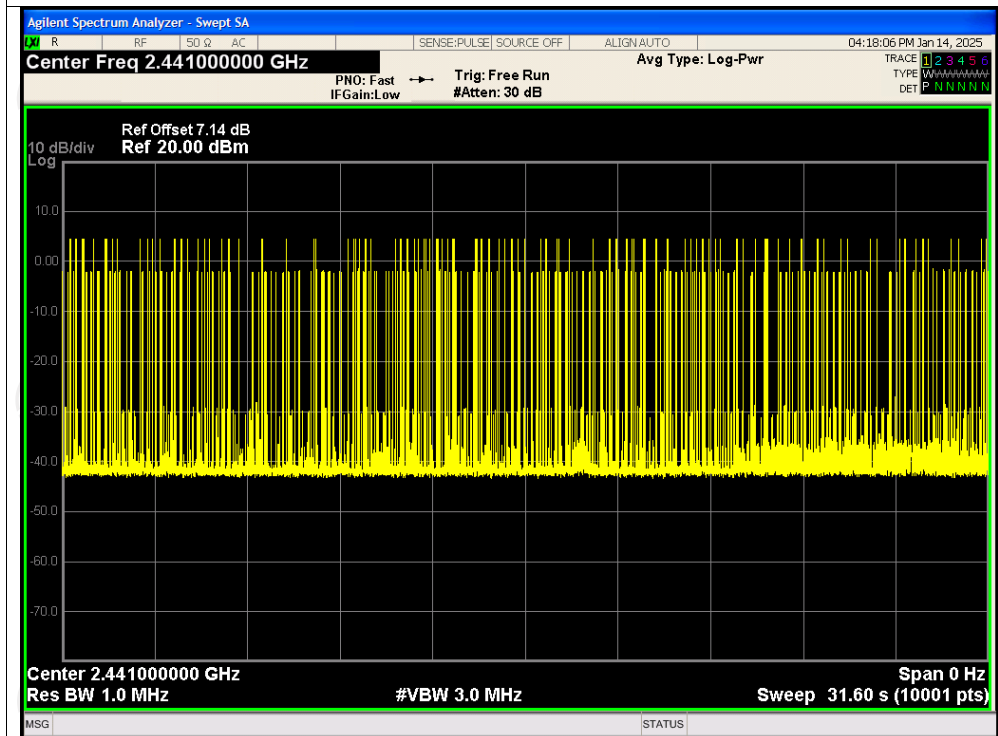 Agilent Spectrum Analyzer - Swept SA
LXI R RF 50 Ω AC SENSE:PULSE SOURCE OFF ALIGN AUTO 04:18:06 PM Jan 14, 2025
Center Freq 2.441000000 GHz Avg Type: Log-Pwr TRACE 1 2 3 4 5 6
PNO: Fast Trig: Free Run TYPE WWWWWW
IFGain:Low #Atten: 30 dB DET P N N N N N
Ref Offset 7.14 dB
10 dB/div Ref 20.00 dBm
Log
10.0
0.00
-10.0
-20.0
-30.0
-40.0
-50.0
-60.0
-70.0
Center 2.441000000 GHz Span 0 Hz
Res BW 1.0 MHz #VBW 3.0 MHz Sweep 31.60 s (10001 pts)
MSG STATUS